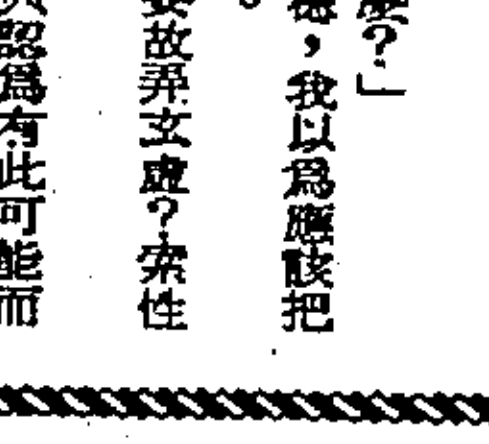 麼？」
德，我以爲應該把
。
要故弄玄虛？索性
認爲有此可能而